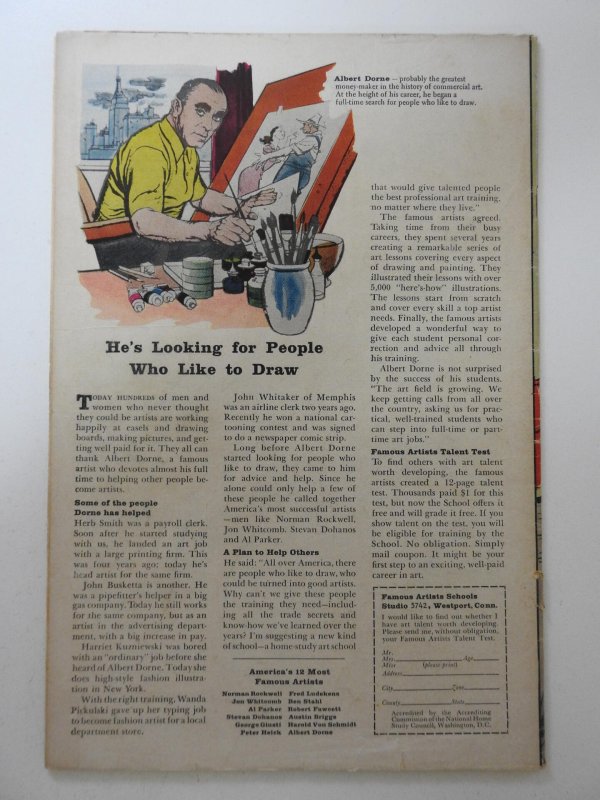 Albert Dorne – probably the greatest
money-maker in the history of commercial art.
At the height of his career, he began a
full-time search for people who like to draw.
He's Looking for People
Who Like to Draw
TODAY HUNDREDS of men and
women who never thought
they could be artists are working
happily at easels and drawing
boards, making pictures, and get-
ting well paid for it. They all can
thank Albert Dorne, a famous
artist who devotes almost his full
time to helping other people be-
come artists.
Some of the people
Dorne has helped
Herb Smith was a payroll clerk.
Soon after he started studying
with us, he landed an art job
with a large printing firm. This
was four years ago; today he's
head artist for the same firm.
John Busketta is another. He
was a pipefitter's helper in a big
gas company. Today he still works
for the same company, but as an
artist in the advertising depart-
ment, with a big increase in pay.
Harriet Kuzniewski was bored
with an "ordinary" job before she
heard of Albert Dorne. Today she
does high-style fashion illustra-
tion in New York.
With the right training, Wanda
Pichulski gave up her typing job
to become fashion artist for a local
department store.
John Whitaker of Memphis
was an airline clerk two years ago.
Recently he won a national car-
tooning contest and was signed
to do a newspaper comic strip.
Long before Albert Dorne
started looking for people who
like to draw, they came to him
for advice and help. Since he
alone could only help a few of
these people he called together
America's most successful artists
—men like Norman Rockwell,
Jon Whitcomb, Stevan Dohanos
and Al Parker.
A Plan to Help Others
He said: "All over America, there
are people who like to draw, who
could be turned into good artists.
Why can't we give these people
the training they need—includ-
ing all the trade secrets and
know-how we've learned over the
years? I'm suggesting a new kind
of school—a home study art school
America's 12 Most
Famous Artists
Norman Rockwell Fred Ludekens
Jon Whitcomb Ben Stahl
Al Parker Robert Fawcett
Stevan Dohanos Austin Briggs
George Giusti Harold Von Schmidt
Peter Helck Albert Dorne
that would give talented people
the best professional art training,
no matter where they live."
The famous artists agreed.
Taking time from their busy
careers, they spent several years
creating a remarkable series of
art lessons covering every aspect
of drawing and painting. They
illustrated their lessons with over
5,000 "here's-how" illustrations.
The lessons start from scratch
and cover every skill a top artist
needs. Finally, the famous artists
developed a wonderful way to
give each student personal cor-
rection and advice all through
his training.
Albert Dorne is not surprised
by the success of his students.
"The art field is growing. We
keep getting calls from all over
the country, asking us for prac-
tical, well-trained students who
can step into full-time or part-
time art jobs."
Famous Artists Talent Test
To find others with art talent
worth developing, the famous
artists created a 12-page talent
test. Thousands paid $1 for this
test, but now the School offers it
free and will grade it free. If you
show talent on the test, you will
be eligible for training by the
School. No obligation. Simply
mail coupon. It might be your
first step to an exciting, well-paid
career in art.
Famous Artists Schools
Studio 5742, Westport, Conn.
I would like to find out whether I
have art talent worth developing.
Please send me, without obligation,
your Famous Artists Talent Test.
Mr.
Mrs. Age
Miss (please print)
Address
City Zone
County State
Accredited by the Accrediting
Commission of the National Home
Study Council, Washington, D.C.